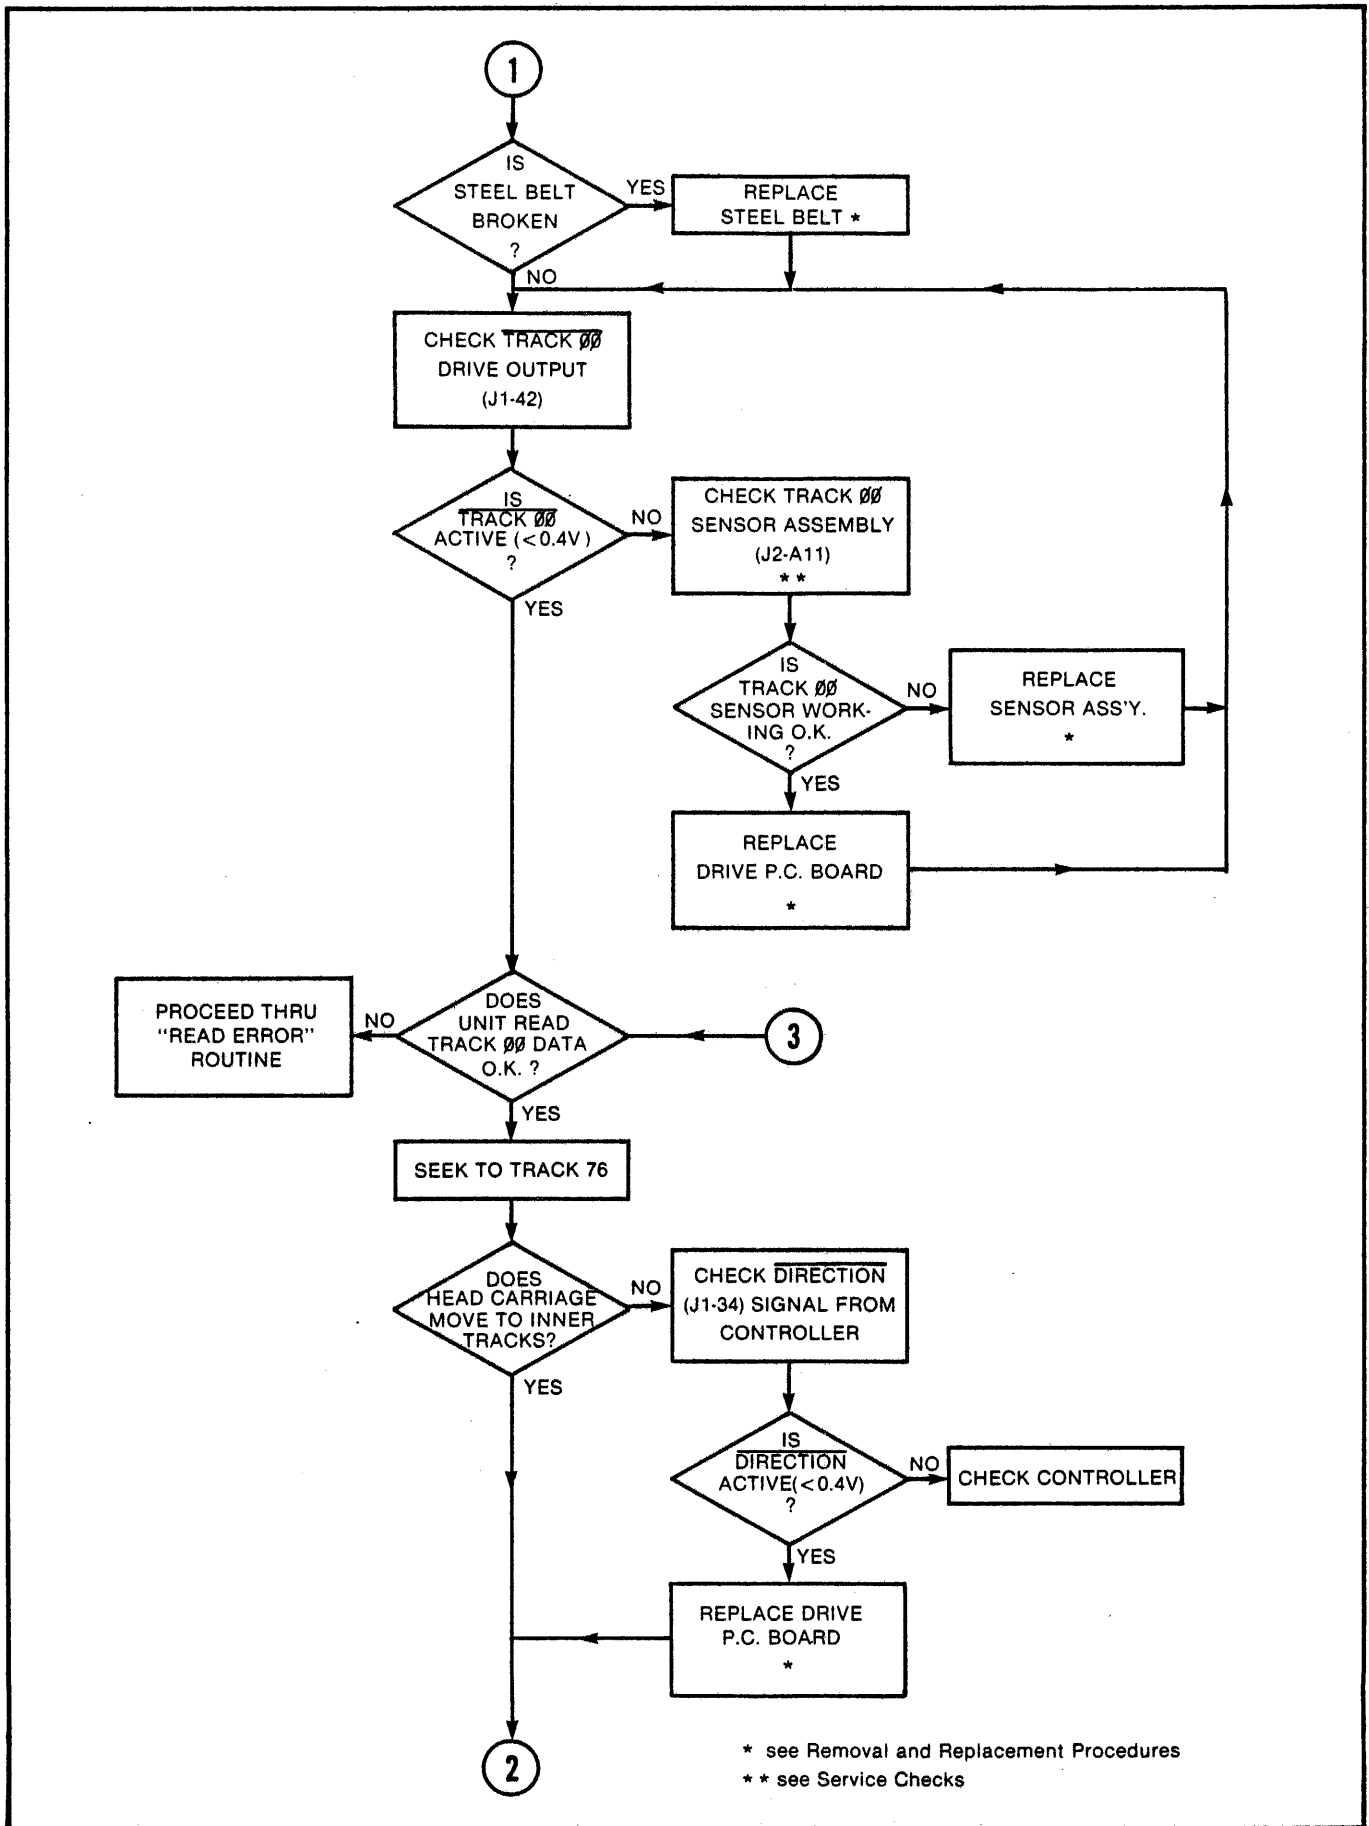 1
IS
STEEL BELT
BROKEN
?
YES
REPLACE
STEEL BELT *
NO
CHECK TRACK ØØ
DRIVE OUTPUT
(J1-42)
IS
TRACK ØØ
ACTIVE (<0.4V)
?
NO
CHECK TRACK ØØ
SENSOR ASSEMBLY
(J2-A11)
* *
YES
IS
TRACK ØØ
SENSOR WORK-
ING O.K.
?
NO
REPLACE
SENSOR ASS'Y.
*
YES
REPLACE
DRIVE P.C. BOARD
*
PROCEED THRU
"READ ERROR"
ROUTINE
NO
DOES
UNIT READ
TRACK ØØ DATA
O.K. ?
3
YES
SEEK TO TRACK 76
DOES
HEAD CARRIAGE
MOVE TO INNER
TRACKS?
NO
CHECK DIRECTION
(J1-34) SIGNAL FROM
CONTROLLER
YES
IS
DIRECTION
ACTIVE(<0.4V)
?
NO
CHECK CONTROLLER
YES
REPLACE DRIVE
P.C. BOARD
*
2
* see Removal and Replacement Procedures
* * see Service Checks